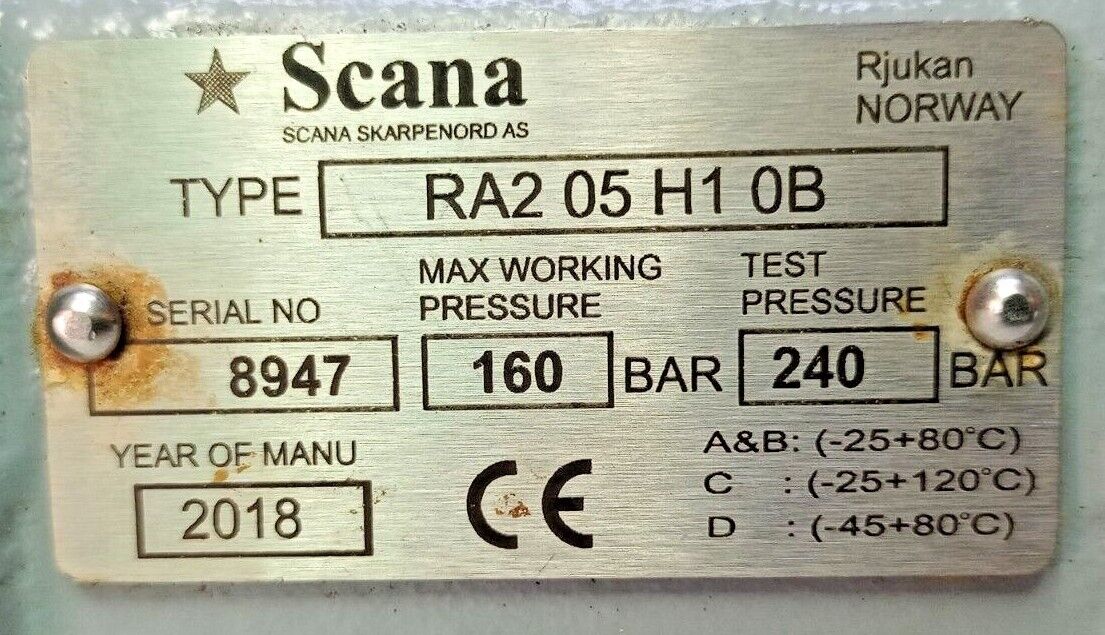 Scana
SCANA SKARPENORD AS
Rjukan
NORWAY
TYPE RA2 05 H1 0B
SERIAL NO
8947
MAX WORKING
PRESSURE
160 BAR
TEST
PRESSURE
240 BAR
YEAR OF MANU
2018
CE
A&B: (-25+80°C)
C : (-25+120°C)
D : (-45+80°C)